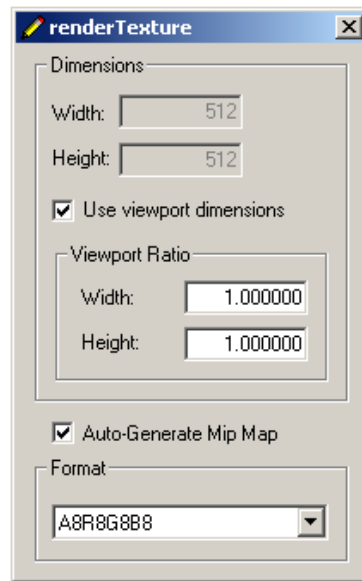 renderTexture
Dimensions
Width: 512
Height: 512
Use viewport dimensions
Viewport Ratio
Width: 1.000000
Height: 1.000000
Auto-Generate Mip Map
Format
A8R8G8B8